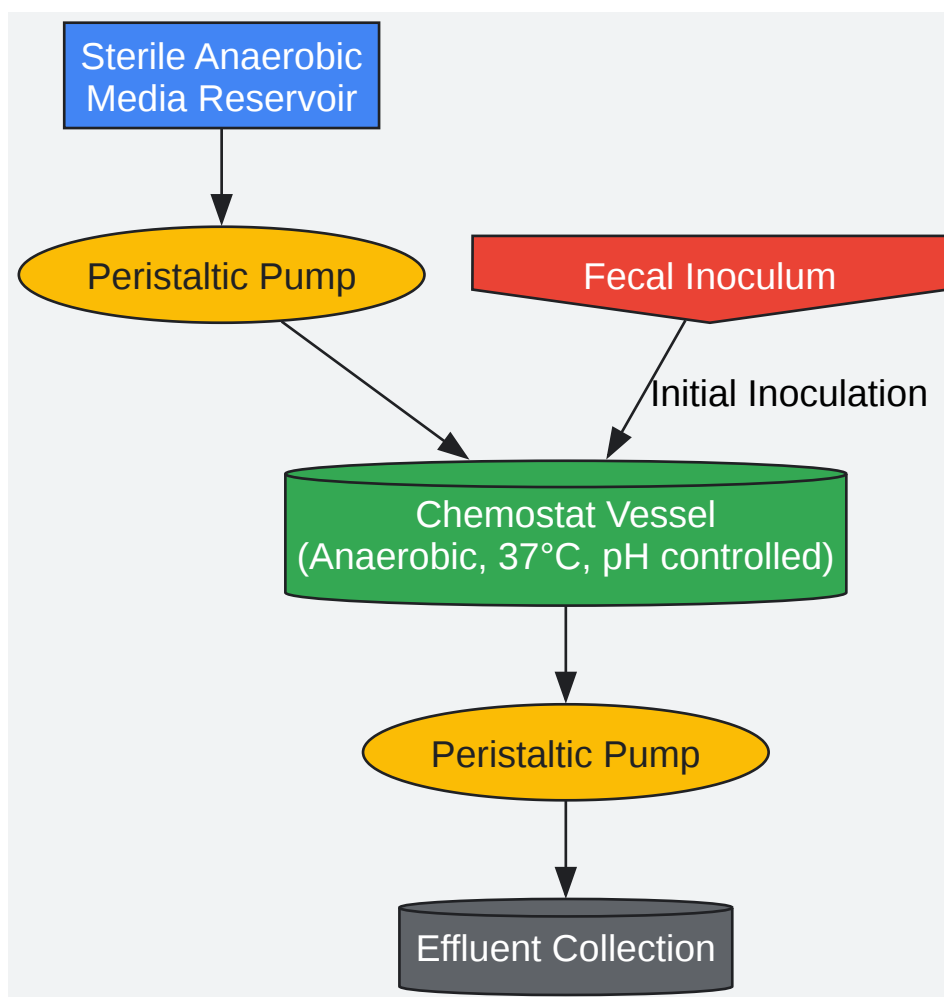 Sterile Anaerobic
Media Reservoir
Peristaltic Pump
Fecal Inoculum
Initial Inoculation
Chemostat Vessel
(Anaerobic, 37°C, pH controlled)
Peristaltic Pump
Effluent Collection